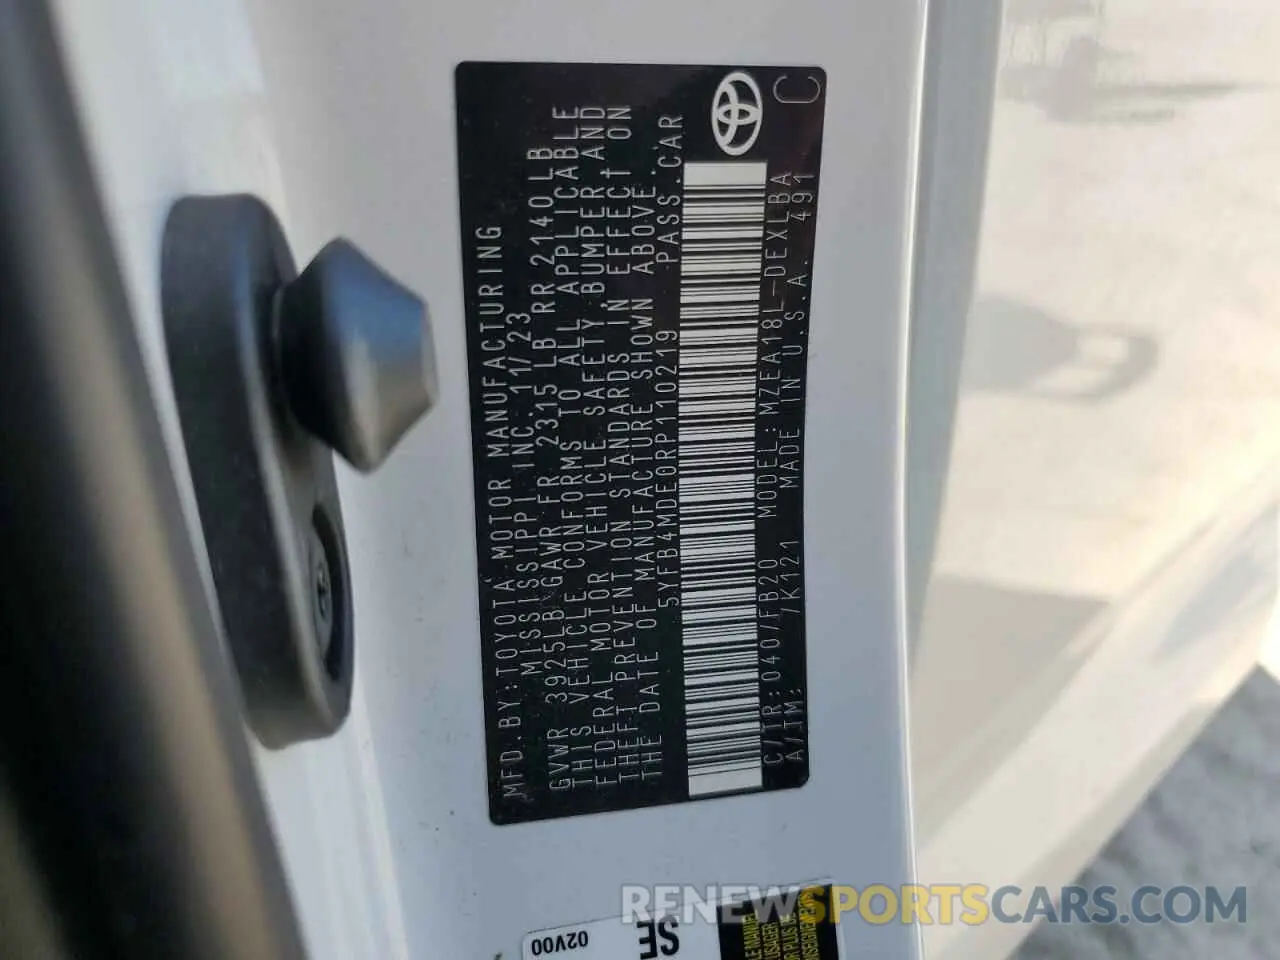 MFD.BY:TOYOTA MOTOR MANUFACTURING
MISSISSIPPI INC. 11/23
GVWR 3925LB GAWR FR 2315 LB RR 2140LB
THIS VEHICLE CONFORMS TO ALL APPLICABLE
FEDERAL MOTOR VEHICLE SAFETY,BUMPER,AND
THEFT PREVENTION STANDARDS IN EFFECT ON
THE DATE OF MANUFACTURE SHOWN ABOVE.
5YFB4MDE0RP110219 PASS.CAR
C/TR:040/FB20 MODEL:MZEA18L-DEXLBA
A/TM: /K121 MADE IN U.S.A. 491
C
SE
02V00
RENEWSPORTSCARS.COM